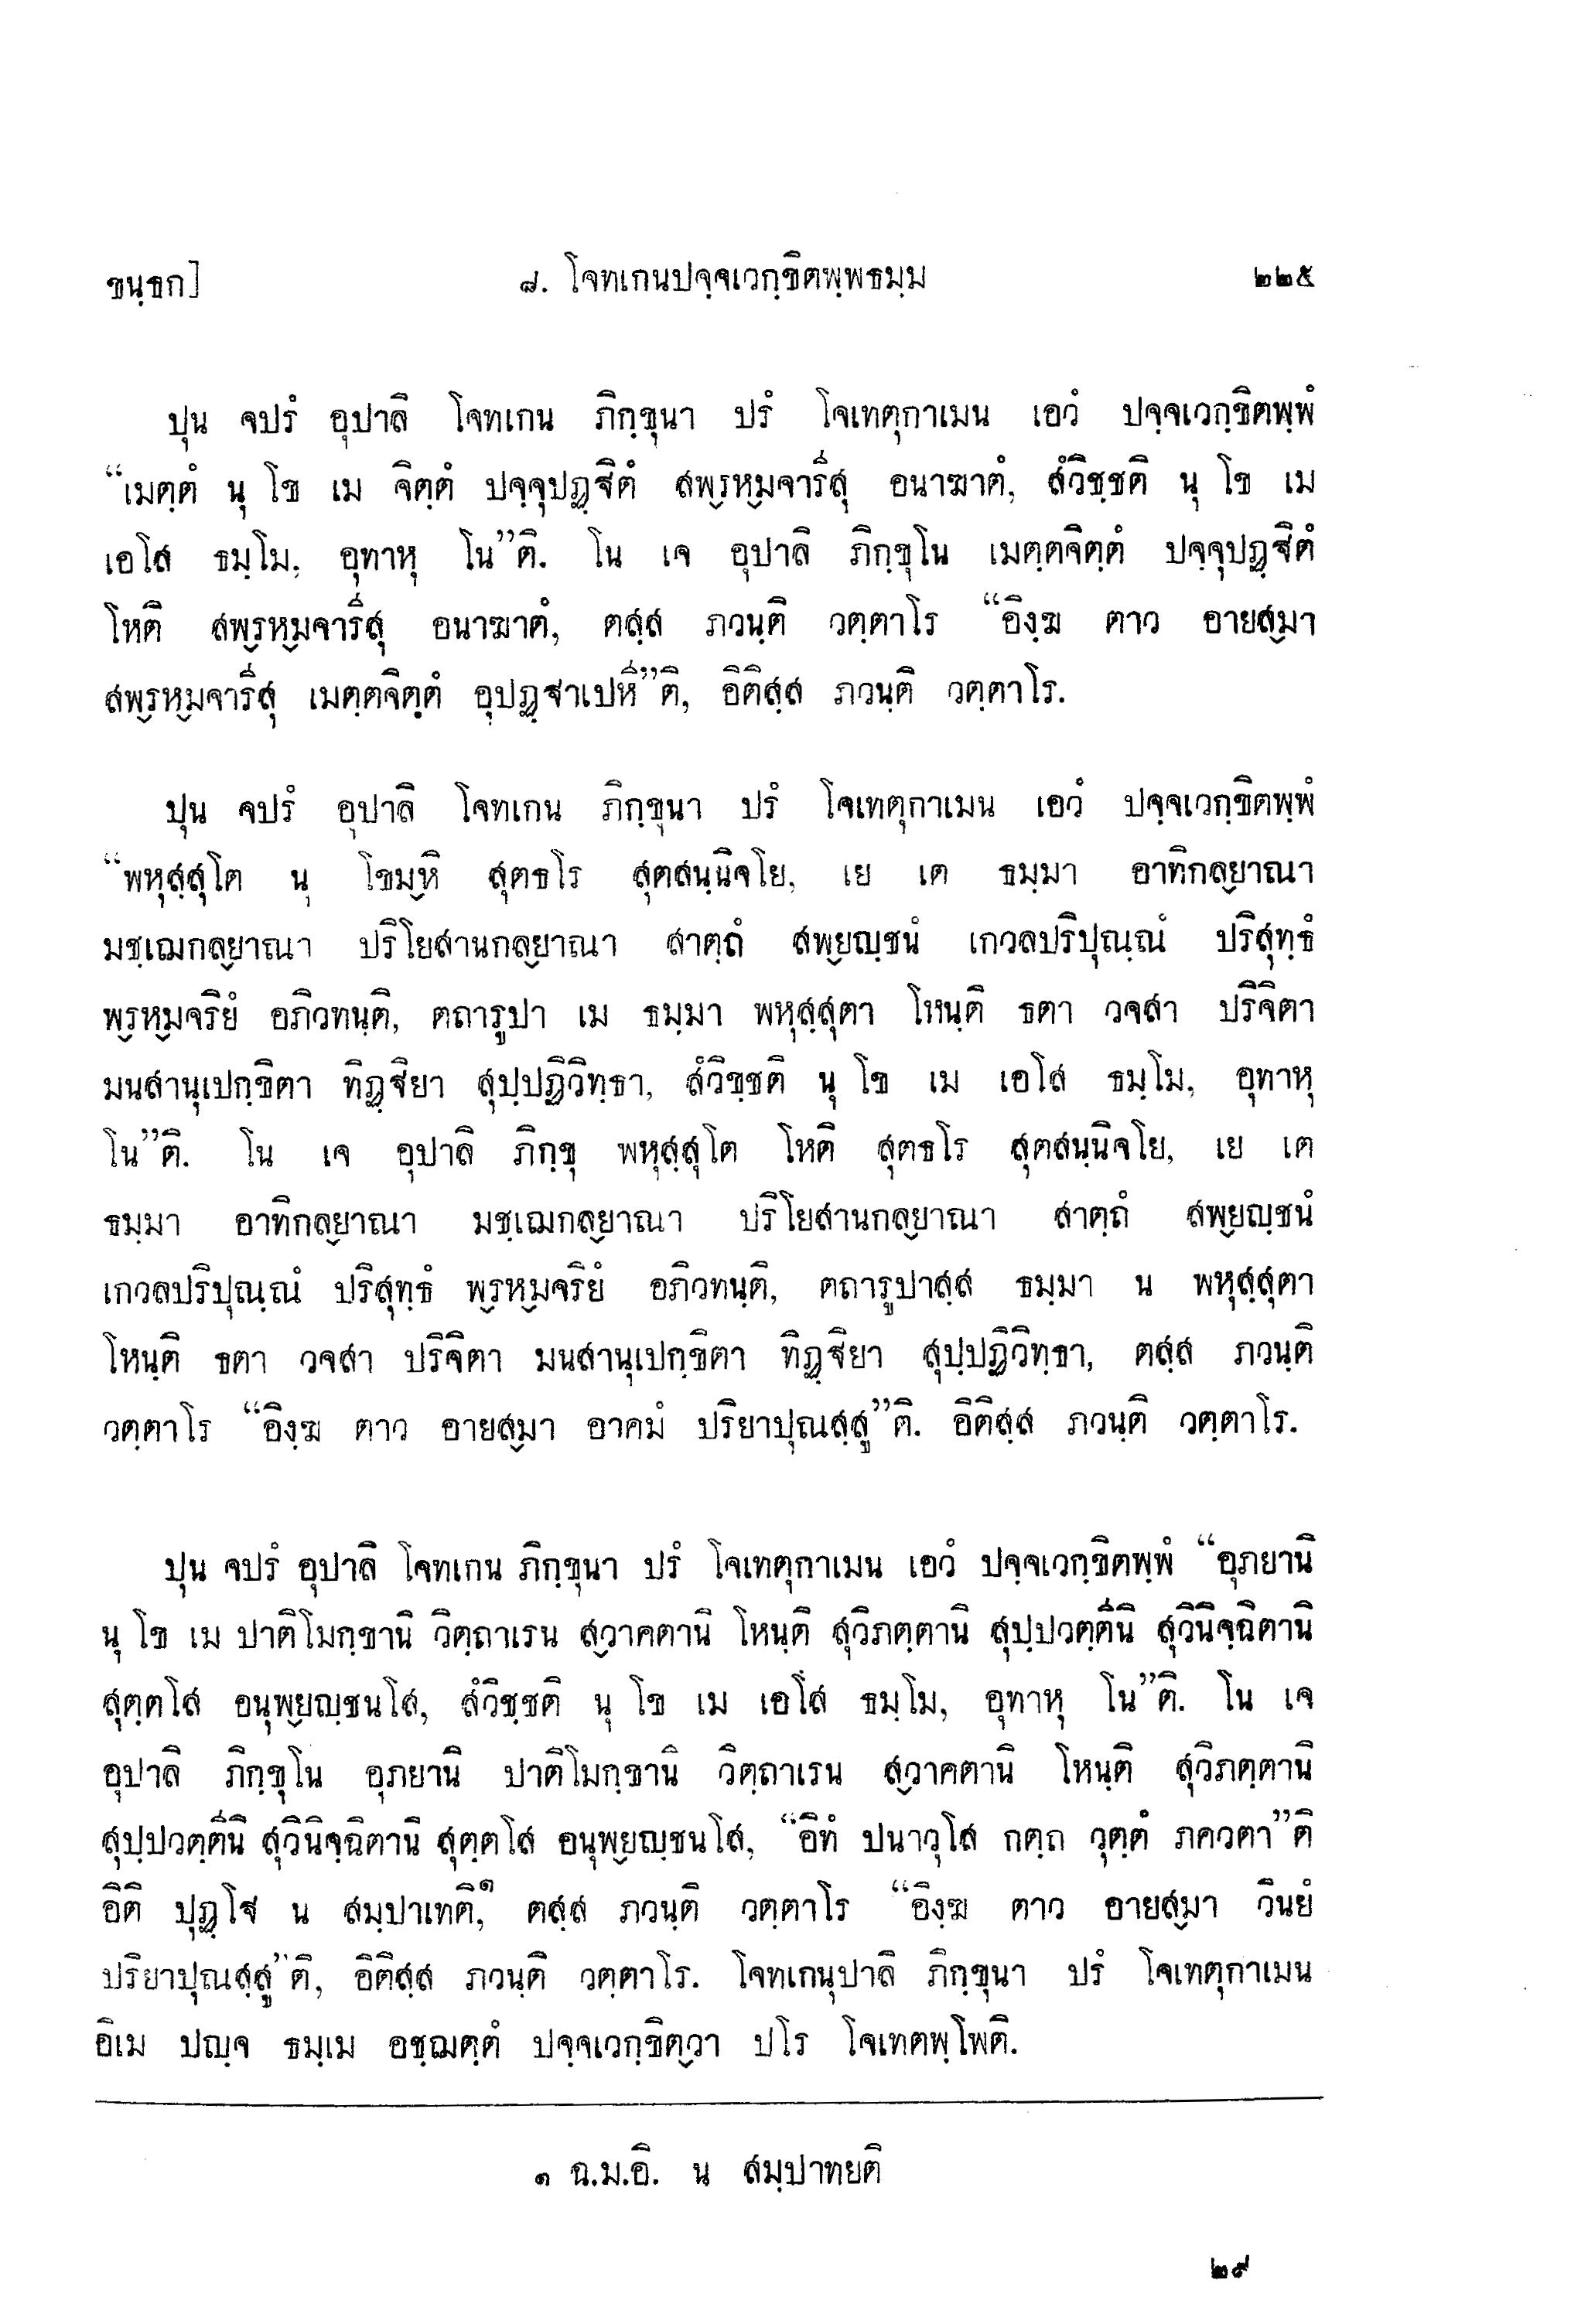 ขนฺธก] ๘. โจทเกนปจฺจเวกฺขิตพฺพธมฺม ๒๒๕
ปุน จปรํ อุปาลิ โจทเกน ภิกฺขุนา ปรํ โจเทตุกาเมน เอวํ ปจฺจเวกฺขิตพฺพํ
“เมตฺตํ นุ โข เม จิตฺตํ ปจฺจุปฏฺฐิตํ สพฺรหฺมจารีสุ อนาฆาตํ, สํวิชฺชติ นุ โข เม
เอโส ธมฺโม, อุทาหุ โน”ติ. โน เจ อุปาลิ ภิกฺขุโน เมตฺตจิตฺตํ ปจฺจุปฏฺฐิตํ
โหติ สพฺรหฺมจารีสุ อนาฆาตํ, ตสฺส ภวนฺติ วตฺตาโร “อิงฺฆ ตาว อายสฺมา
สพฺรหฺมจารีสุ เมตฺตจิตฺตํ อุปฏฺฐาเปหี”ติ, อิติสฺส ภวนฺติ วตฺตาโร.
ปุน จปรํ อุปาลิ โจทเกน ภิกฺขุนา ปรํ โจเทตุกาเมน เอวํ ปจฺจเวกฺขิตพฺพํ
“พหุสฺสุโต นุ โขมฺหิ สุตธโร สุตสนฺนิจโย, เย เต ธมฺมา อาทิกลฺยาณา
มชฺเฌกลฺยาณา ปริโยสานกลฺยาณา สาตฺถํ สพฺยญฺชนํ เกวลปริปุณฺณํ ปริสุทฺธํ
พฺรหฺมจริยํ อภิวทนฺติ, ตถารูปา เม ธมฺมา พหุสฺสุตา โหนฺติ ธตา วจสา ปริจิตา
มนสานุเปกฺขิตา ทิฏฺฐิยา สุปฺปฏิวิทฺธา, สํวิชฺชติ นุ โข เม เอโส ธมฺโม, อุทาหุ
โน”ติ. โน เจ อุปาลิ ภิกฺขุ พหุสฺสุโต โหติ สุตธโร สุตสนฺนิจโย, เย เต
ธมฺมา อาทิกลฺยาณา มชฺเฌกลฺยาณา ปริโยสานกลฺยาณา สาตฺถํ สพฺยญฺชนํ
เกวลปริปุณฺณํ ปริสุทฺธํ พฺรหฺมจริยํ อภิวทนฺติ, ตถารูปาสฺส ธมฺมา น พหุสฺสุตา
โหนฺติ ธตา วจสา ปริจิตา มนสานุเปกฺขิตา ทิฏฺฐิยา สุปฺปฏิวิทฺธา, ตสฺส ภวนฺติ
วตฺตาโร “อิงฺฆ ตาว อายสฺมา อาคมํ ปริยาปุณสฺสู”ติ. อิติสฺส ภวนฺติ วตฺตาโร.
ปุน จปรํ อุปาลิ โจทเกน ภิกฺขุนา ปรํ โจเทตุกาเมน เอวํ ปจฺจเวกฺขิตพฺพํ “อุภยานิ
นุ โข เม ปาติโมกฺขานิ วิตฺถาเรน สฺวาคตานิ โหนฺติ สุวิภตฺตานิ สุปฺปวตฺตีนิ สุวินิจฺฉิตานิ
สุตฺตโส อนุพฺยญฺชนโส, สํวิชฺชติ นุ โข เม เอโส ธมฺโม, อุทาหุ โน”ติ. โน เจ
อุปาลิ ภิกฺขุโน อุภยานิ ปาติโมกฺขานิ วิตฺถาเรน สฺวาคตานิ โหนฺติ สุวิภตฺตานิ
สุปฺปวตฺตีนิ สุวินิจฺฉิตานิ สุตฺตโส อนุพฺยญฺชนโส, “อิทํ ปนาวุโส กตฺถ วุตฺตํ ภควตา”ติ
อิติ ปุฏฺโฐ น สมฺปาเทติ,๑ ตสฺส ภวนฺติ วตฺตาโร “อิงฺฆ ตาว อายสฺมา วินยํ
ปริยาปุณสฺสู”ติ, อิติสฺส ภวนฺติ วตฺตาโร. โจทเกนุปาลิ ภิกฺขุนา ปรํ โจเทตุกาเมน
อิเม ปญฺจ ธมฺเม อชฺฌตฺตํ ปจฺจเวกฺขิตฺวา ปโร โจเทตพฺโพติ.
๑ ฉ.ม.อิ. น สมฺปาทยติ
๒๙